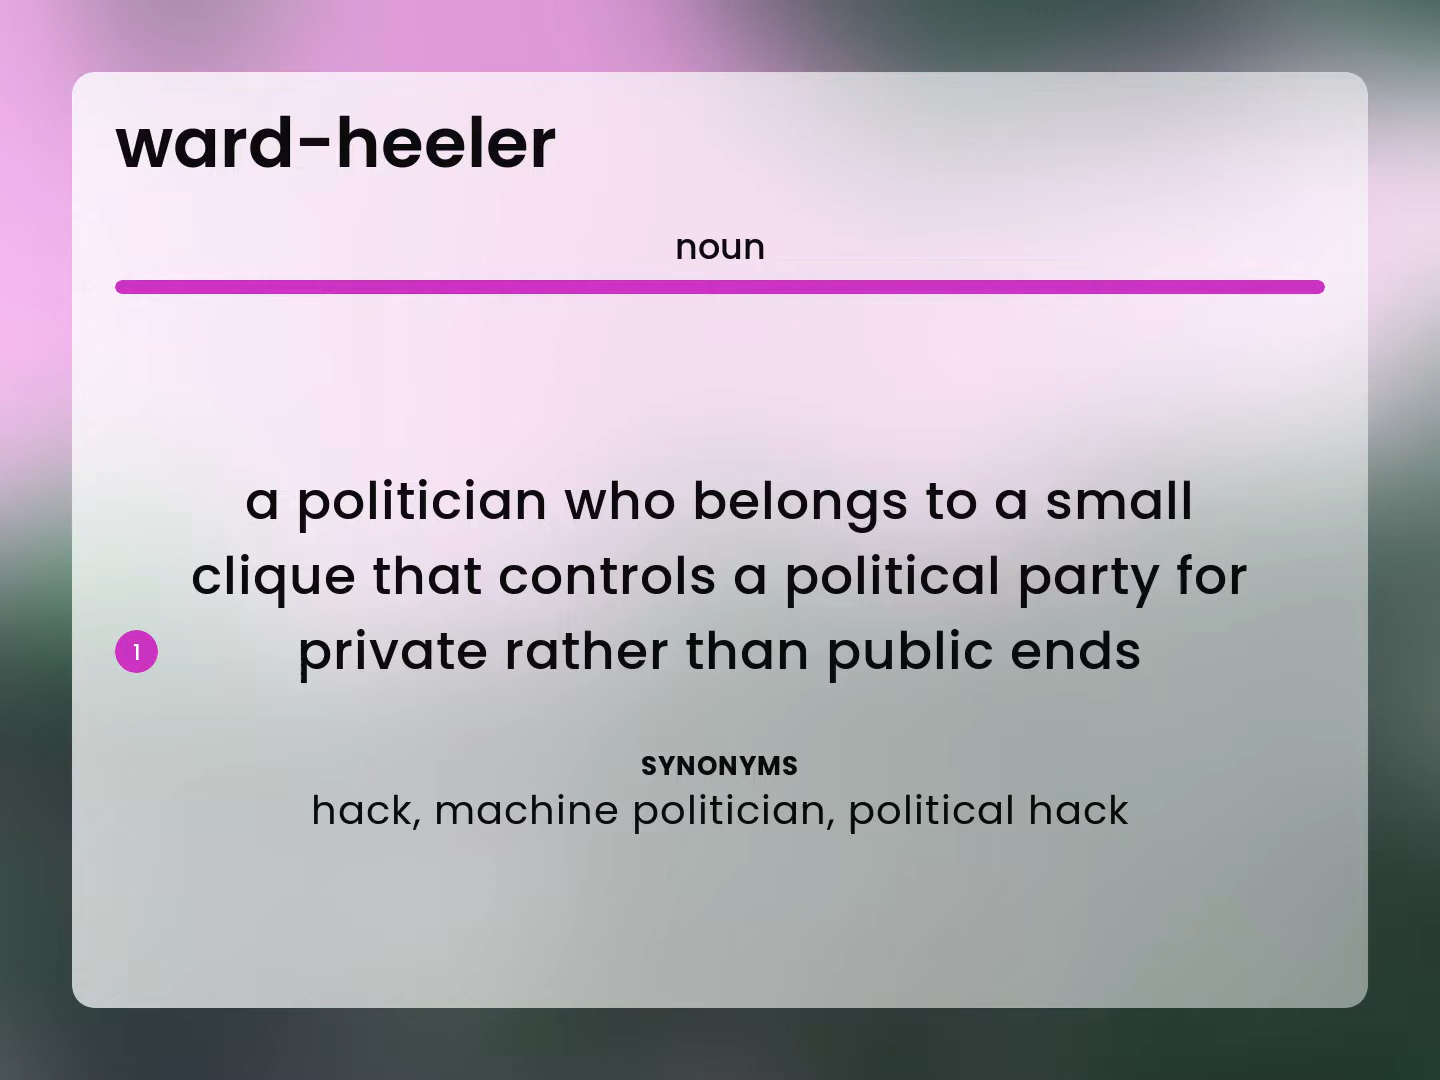 ward-heeler
noun
a politician who belongs to a small
clique that controls a political party for
1 private rather than public ends
SYNONYMS
hack, machine politician, political hack